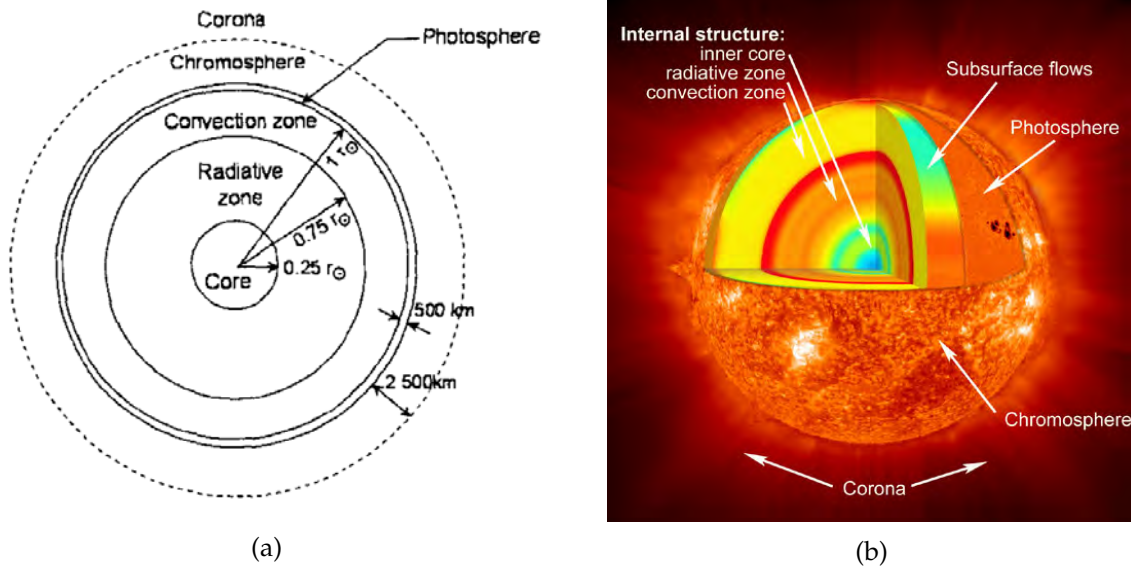 Corona
Photosphere
Chromosphere
Convection zone
1 r⊙
Radiative
zone
0.75 r⊙
0.25 r⊙
Core
500 km
2 500km
(a)
Internal structure:
inner core
radiative zone
convection zone
Subsurface flows
Photosphere
Chromosphere
Corona
(b)